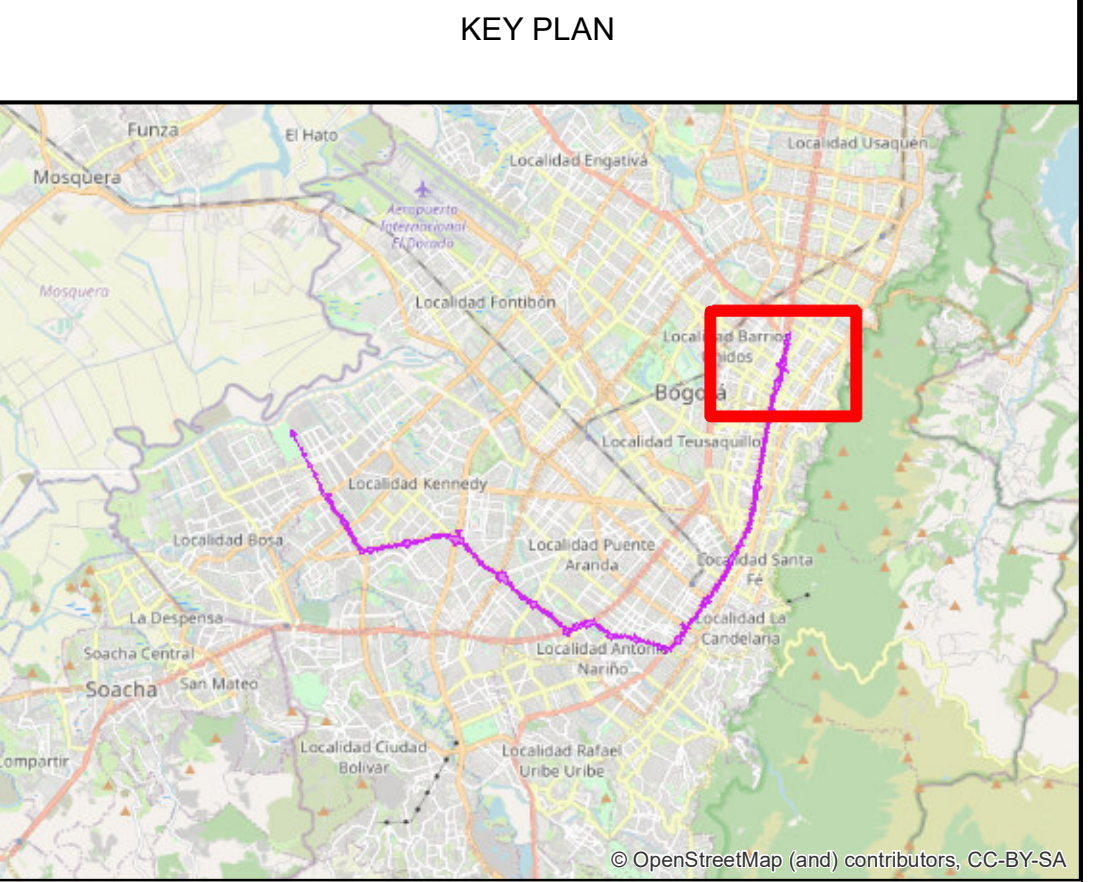 KEY PLAN
Funza
El Hato
Localidad Usaquén
Localidad Engativá
Mosquera
Aeropuerto
Internacional
El Dorado
Mosquera
Localidad Fontibón
Localidad Barrios
Unidos
Bogotá
Localidad Teusaquillo
Localidad Kennedy
Localidad Bosa
Localidad Puente
Aranda
Localidad Santa
Fé
La Despensa
Localidad La
Candelaria
Soacha Central
Localidad Antonio
Nariño
Soacha
San Mateo
Localidad Ciudad
Bolívar
Localidad Rafael
Uribe Uribe
Compartir
© OpenStreetMap (and) contributors, CC-BY-SA